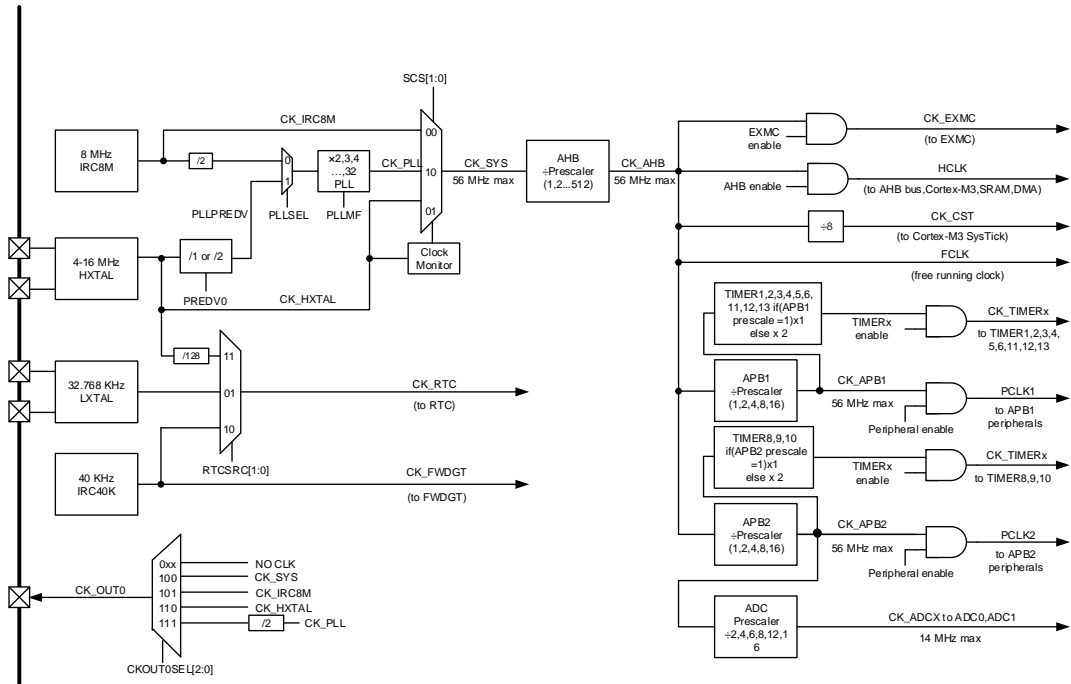 SCS[1:0]
CK_IRC8M
8 MHz
IRC8M
/2
0
1
×2,3,4
…,32
PLL
CK_PLL
00
10
01
CK_SYS
56 MHz max
AHB
÷Prescaler
(1,2...512)
CK_AHB
56 MHz max
EXMC
enable
CK_EXMC
(to EXMC)
AHB enable
HCLK
(to AHB bus,Cortex-M3,SRAM,DMA)
÷8
CK_CST
(to Cortex-M3 SysTick)
FCLK
(free running clock)
PLLPREDV
PLLSEL
PLLMF
4-16 MHz
HXTAL
/1 or /2
PREDV0
Clock
Monitor
CK_HXTAL
TIMER1,2,3,4,5,6,
11,12,13 if(APB1
prescale =1)x1
else x 2
TIMERx
enable
CK_TIMERx
to TIMER1,2,3,4,
5,6,11,12,13
/128
11
01
10
32.768 KHz
LXTAL
CK_RTC
(to RTC)
RTCSRC[1:0]
APB1
÷Prescaler
(1,2,4,8,16)
CK_APB1
56 MHz max
Peripheral enable
PCLK1
to APB1
peripherals
40 KHz
IRC40K
CK_FWDGT
(to FWDGT)
TIMER8,9,10
if(APB2 prescale
=1)x1
else x 2
TIMERx
enable
CK_TIMERx
to TIMER8,9,10
APB2
÷Prescaler
(1,2,4,8,16)
CK_APB2
56 MHz max
Peripheral enable
PCLK2
to APB2
peripherals
CK_OUT0
0xx
100
101
110
111
NO CLK
CK_SYS
CK_IRC8M
CK_HXTAL
/2
CK_PLL
CKOUT0SEL[2:0]
ADC
Prescaler
÷2,4,6,8,12,1
6
CK_ADCX to ADC0,ADC1
14 MHz max